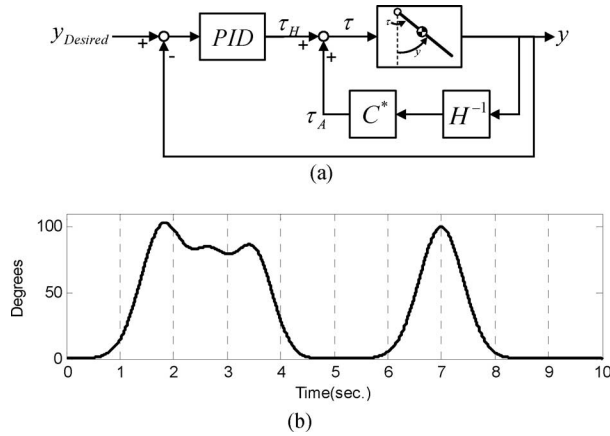 y_Desired + - PID τ_H + + τ τ y y
τ_A C* H⁻¹
(a)
100
50
0
Degrees
0 1 2 3 4 5 6 7 8 9 10
Time(sec.)
(b)